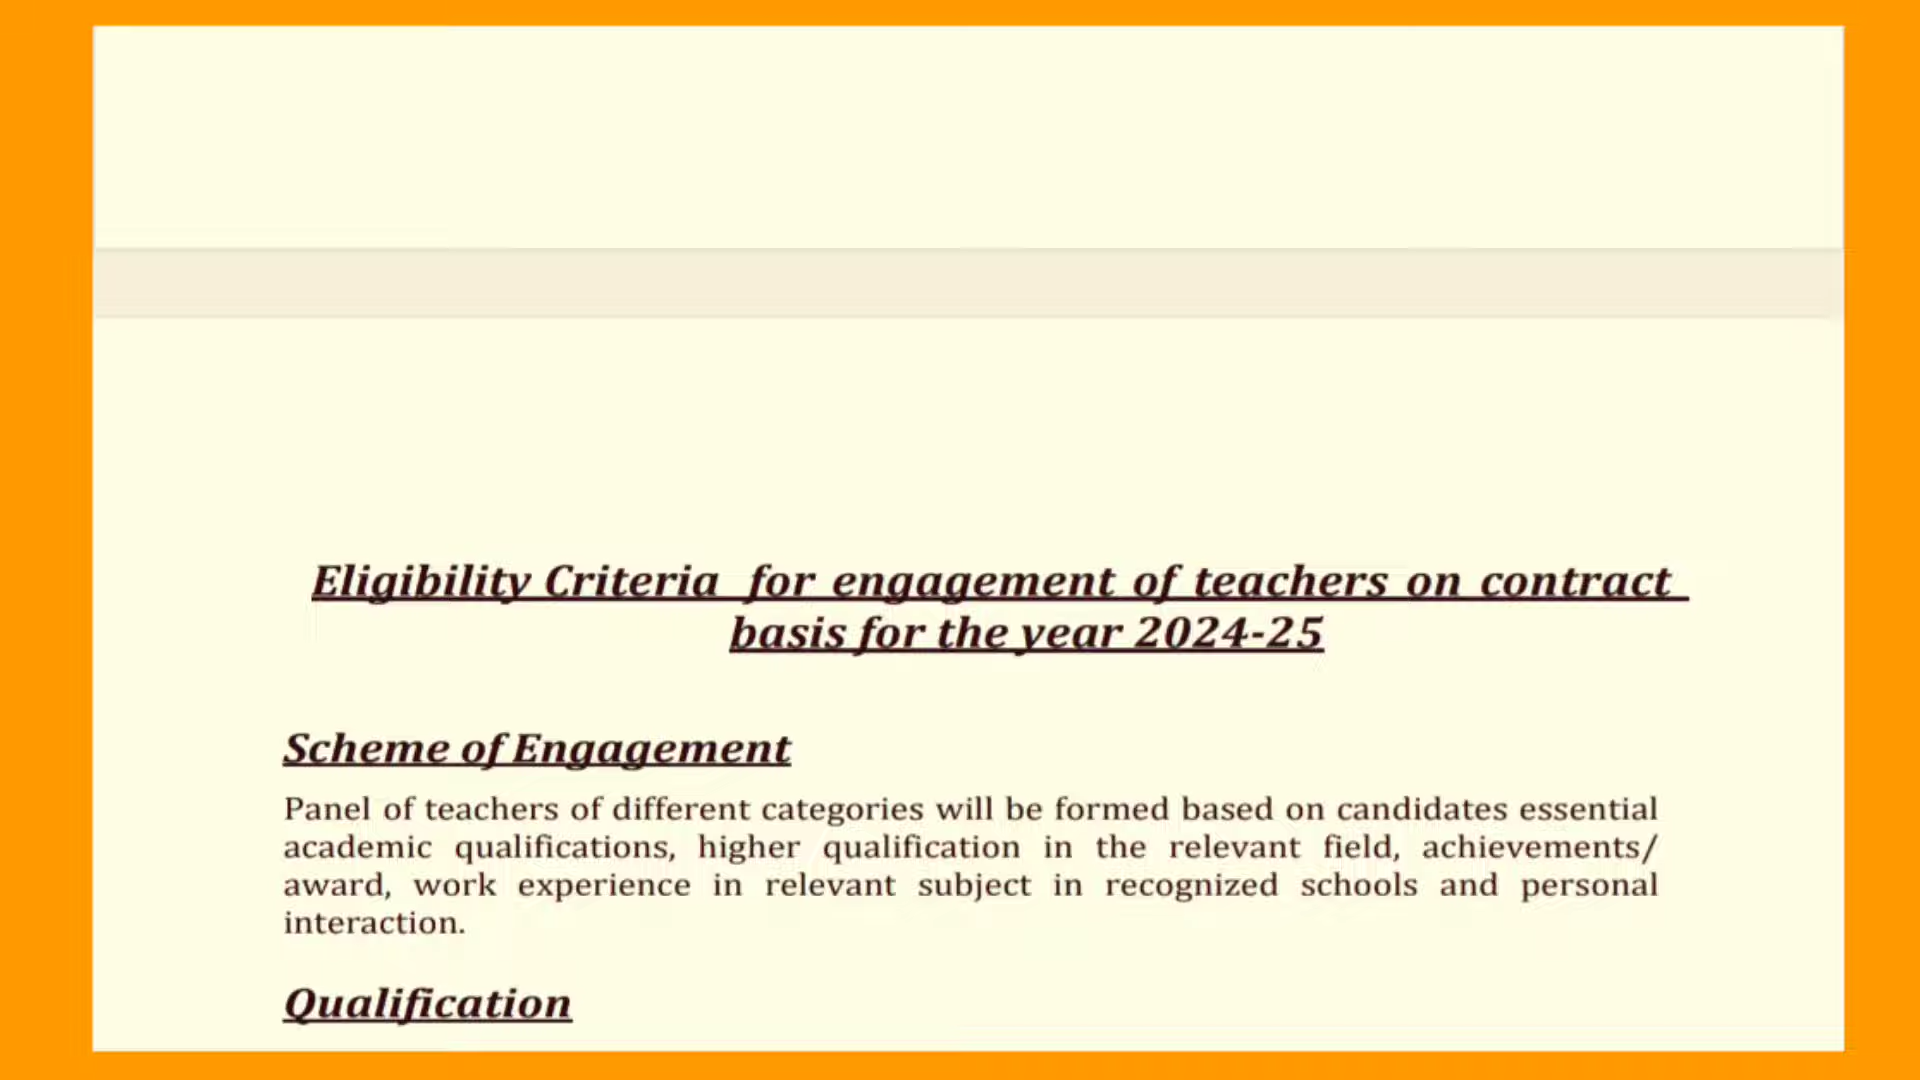 Eligibility Criteria for engagement of teachers on contract
basis for the year 2024-25
Scheme of Engagement
Panel of teachers of different categories will be formed based on candidates essential
academic qualifications, higher qualification in the relevant field, achievements/
award, work experience in relevant subject in recognized schools and personal
interaction.
Qualification